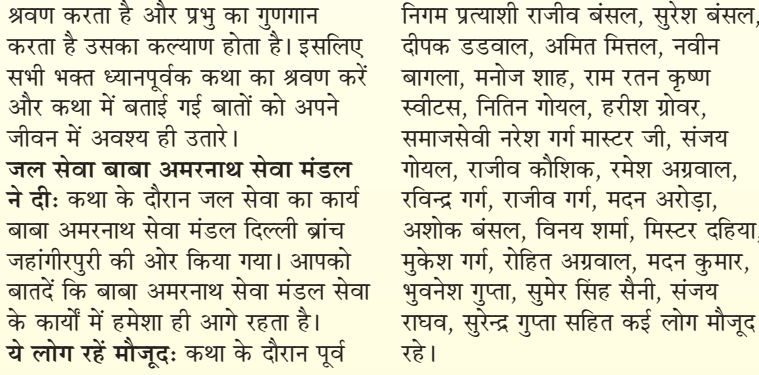 श्रवण करता है और प्रभु का गुणगान
करता है उसका कल्याण होता है। इसलिए
सभी भक्त ध्यानपूर्वक कथा का श्रवण करें
और कथा में बताई गई बातों को अपने
जीवन में अवश्य ही उतारे।
जल सेवा बाबा अमरनाथ सेवा मंडल
ने दीः कथा के दौरान जल सेवा का कार्य
बाबा अमरनाथ सेवा मंडल दिल्ली ब्रांच
जहांगीरपुरी की ओर किया गया। आपको
बातदें कि बाबा अमरनाथ सेवा मंडल सेवा
के कार्यों में हमेशा ही आगे रहता है।
ये लोग रहें मौजूदः कथा के दौरान पूर्व
निगम प्रत्याशी राजीव बंसल, सुरेश बंसल,
दीपक डडवाल, अमित मित्तल, नवीन
बागला, मनोज शाह, राम रतन कृष्ण
स्वीटस, नितिन गोयल, हरीश ग्रोवर,
समाजसेवी नरेश गर्ग मास्टर जी, संजय
गोयल, राजीव कौशिक, रमेश अग्रवाल,
रविन्द्र गर्ग, राजीव गर्ग, मदन अरोड़ा,
अशोक बंसल, विनय शर्मा, मिस्टर दहिया,
मुकेश गर्ग, रोहित अग्रवाल, मदन कुमार,
भुवनेश गुप्ता, सुमेर सिंह सैनी, संजय
राघव, सुरेन्द्र गुप्ता सहित कई लोग मौजूद
रहे।